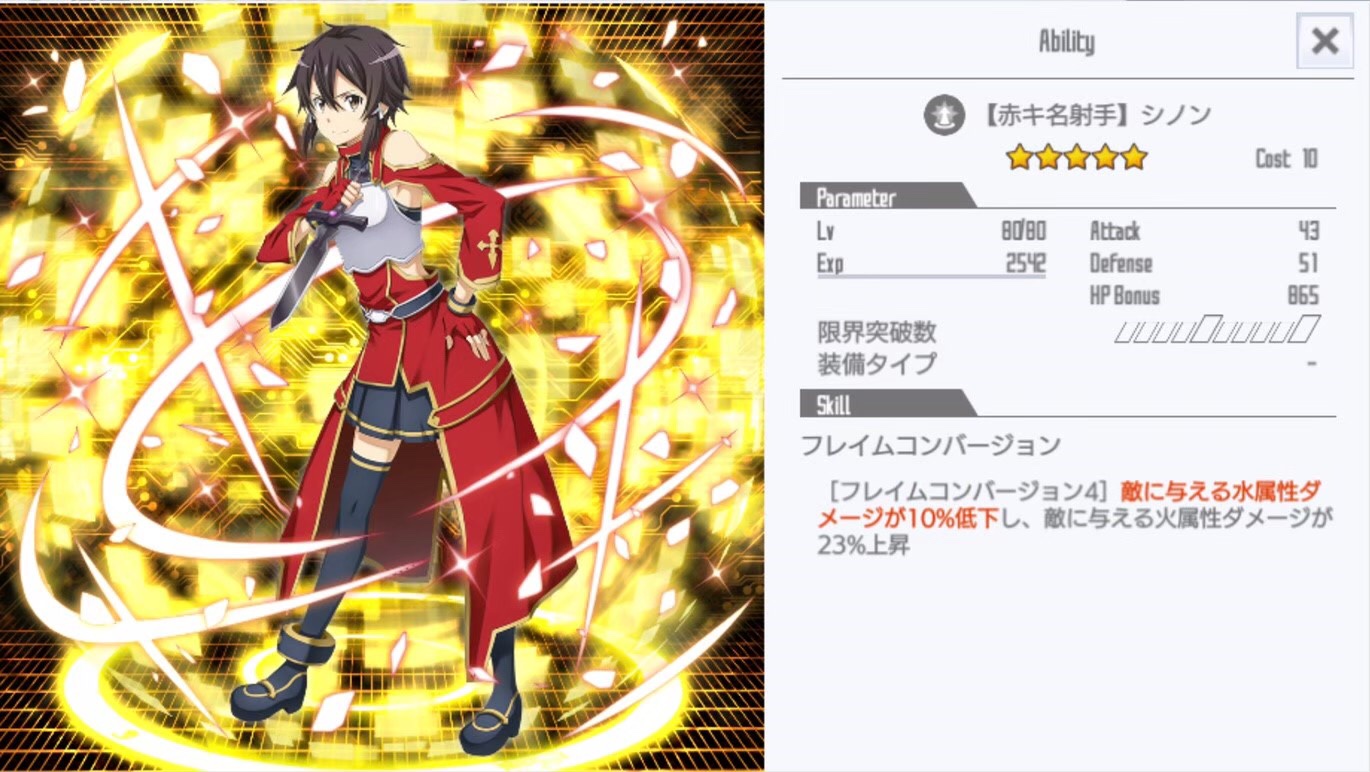 Ability
×
【赤キ名射手】シノン
Cost 10
Parameter
Lv 80/80 Attack 43
Exp 2542 Defense 51
HP Bonus 865
限界突破数
装備タイプ -
Skill
フレイムコンバージョン
［フレイムコンバージョン4］敵に与える水属性ダ
メージが10%低下し、敵に与える火属性ダメージが
23%上昇